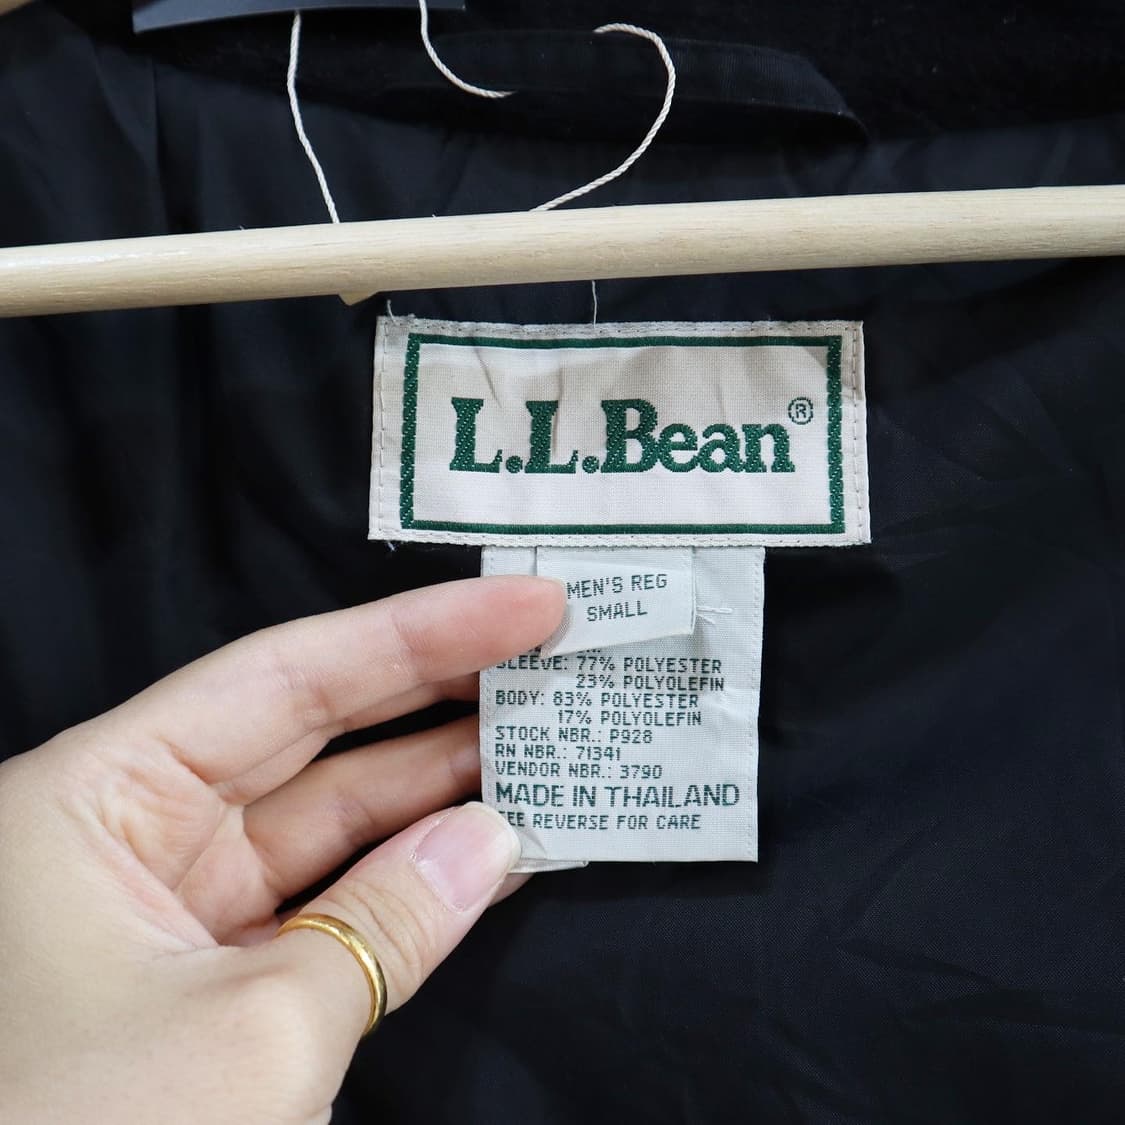 L.L.Bean®
MEN'S REG
SMALL
SLEEVE: 77% POLYESTER
23% POLYOLEFIN
BODY: 83% POLYESTER
17% POLYOLEFIN
STOCK NBR.: P928
RN NBR.: 71341
VENDOR NBR.: 3790
MADE IN THAILAND
SEE REVERSE FOR CARE